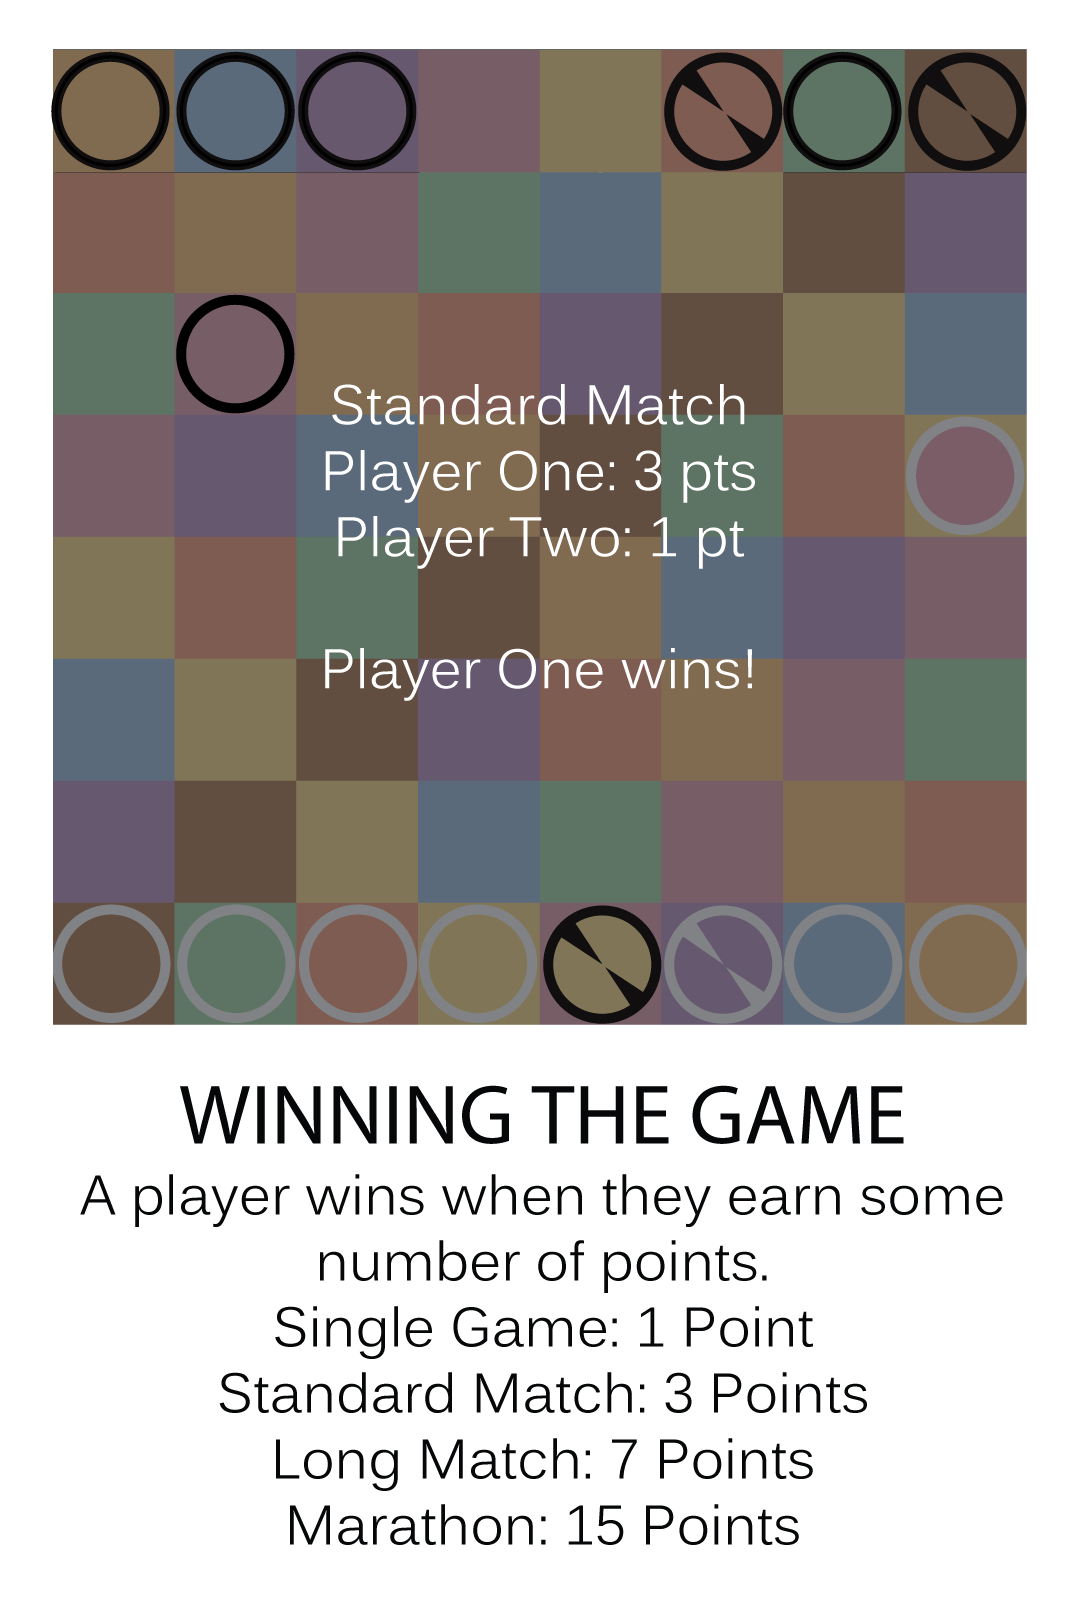 Standard Match
Player One: 3 pts
Player Two: 1 pt
Player One wins!
WINNING THE GAME
A player wins when they earn some
number of points.
Single Game: 1 Point
Standard Match: 3 Points
Long Match: 7 Points
Marathon: 15 Points